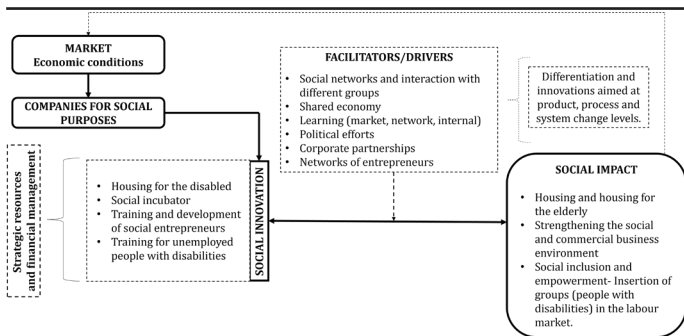 MARKET
Economic conditions
COMPANIES FOR SOCIAL
PURPOSES
FACILITATORS/DRIVERS
• Social networks and interaction with
different groups
• Shared economy
• Learning (market, network, internal)
• Political efforts
• Corporate partnerships
• Networks of entrepreneurs
Differentiation and
innovations aimed at
product, process and
system change levels.
Strategic resources
and financial management
• Housing for the disabled
• Social incubator
• Training and development
of social entrepreneurs
• Training for unemployed
people with disabilities
SOCIAL INNOVATION
SOCIAL IMPACT
• Housing and housing for
the elderly
• Strengthening the social
and commercial business
environment
• Social inclusion and
empowerment- Insertion of
groups (people with
disabilities) in the labour
market.